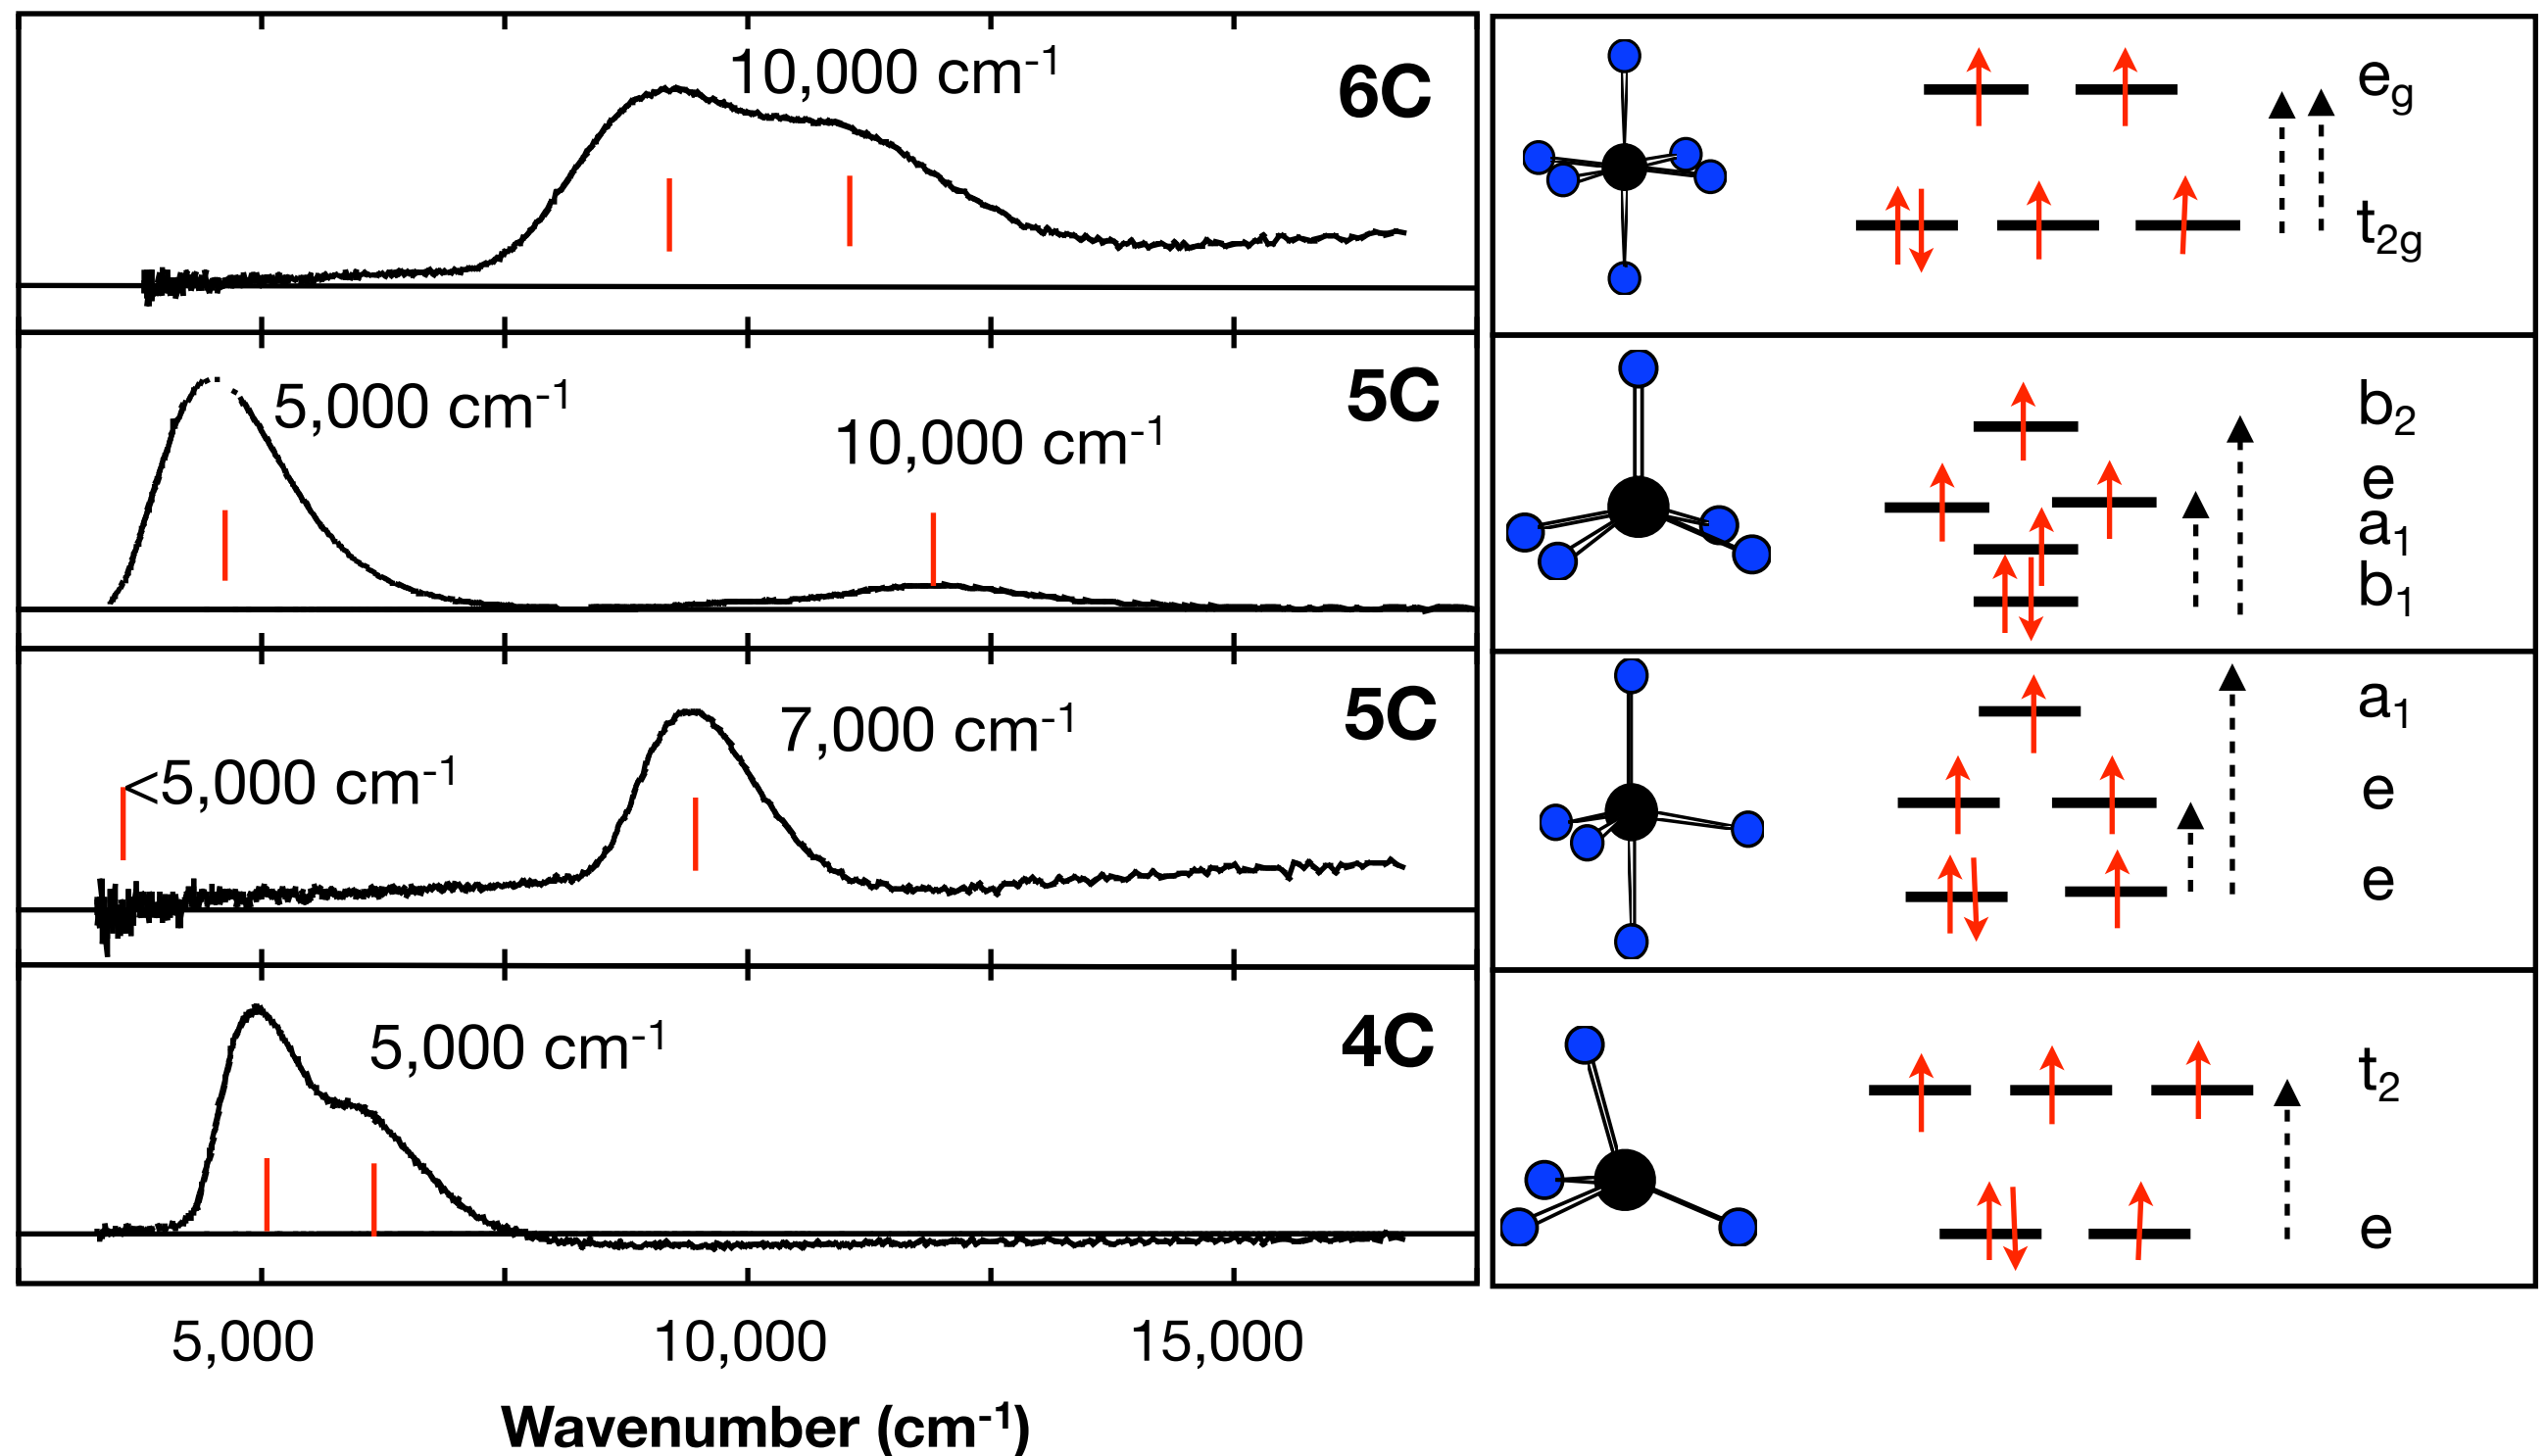 10,000 cm⁻¹
6C
e_g
t_2g
5,000 cm⁻¹
10,000 cm⁻¹
5C
b₂
e
a₁
b₁
<5,000 cm⁻¹
7,000 cm⁻¹
5C
a₁
e
e
5,000 cm⁻¹
4C
t₂
e
5,000 10,000 15,000
Wavenumber (cm⁻¹)